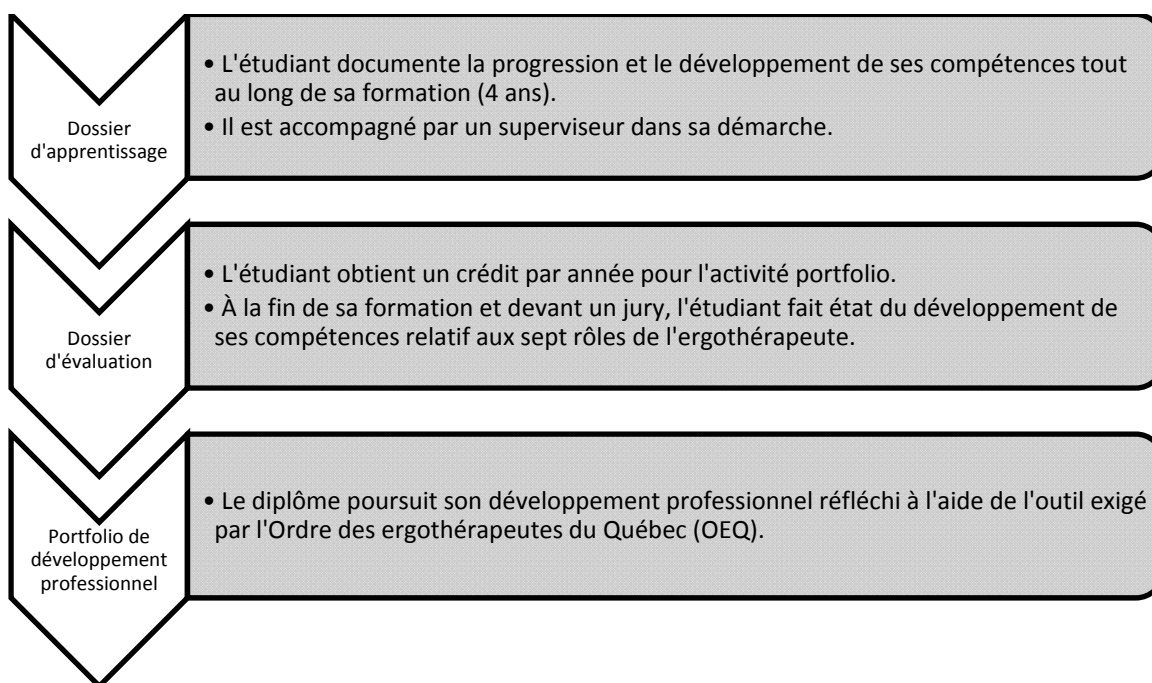 Dossier
d'apprentissage
• L'étudiant documente la progression et le développement de ses compétences tout
au long de sa formation (4 ans).
• Il est accompagné par un superviseur dans sa démarche.
Dossier
d'évaluation
• L'étudiant obtient un crédit par année pour l'activité portfolio.
• À la fin de sa formation et devant un jury, l'étudiant fait état du développement de
ses compétences relatif aux sept rôles de l'ergothérapeute.
Portfolio de
développement
professionnel
• Le diplôme poursuit son développement professionnel réfléchi à l'aide de l'outil exigé
par l'Ordre des ergothérapeutes du Québec (OEQ).